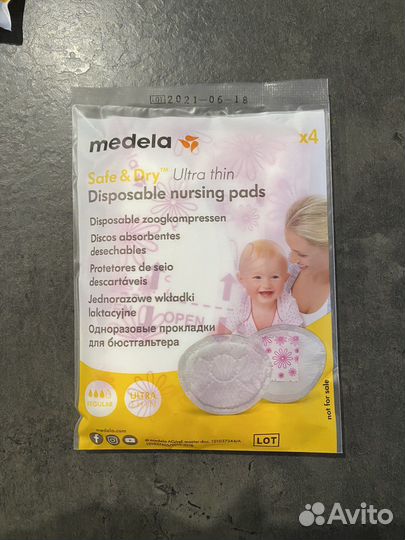 LOT 2021-06-18
medela
x4
Safe & Dry™ Ultra thin
Disposable nursing pads
Disposable zoogkompressen
Discos absorbentes
desechables
Protetores de seio
descartáveis
Jednorazowe wkładki
laktacyjne
Одноразовые прокладки
для бюстгальтера
OPEN
REGULAR
ULTRA
not for sale
medela.com
LOT
Avito